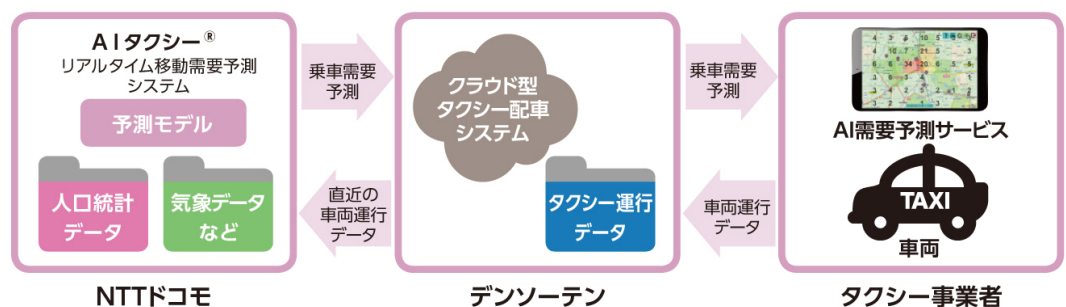 AIタクシー®
リアルタイム移動需要予測
システム
予測モデル
人口統計
データ
気象データ
など
NTTドコモ
乗車需要
予測
直近の
車両運行
データ
クラウド型
タクシー配車
システム
タクシー運行
データ
デンソーテン
乗車需要
予測
車両運行
データ
AI需要予測サービス
TAXI
車両
タクシー事業者